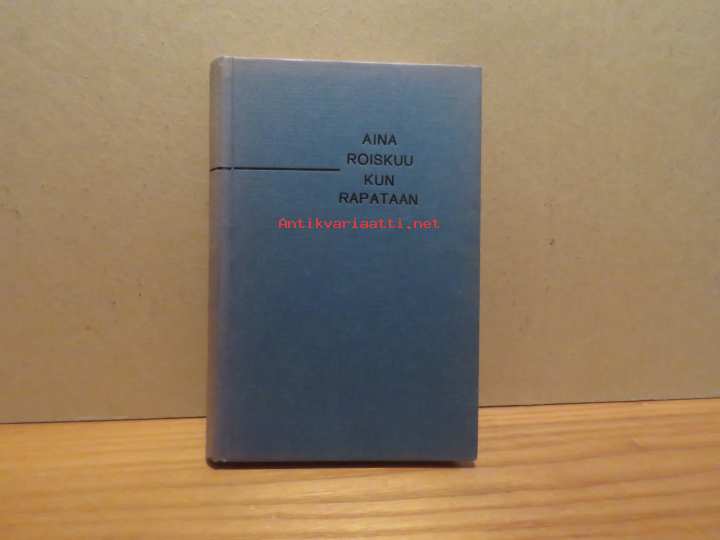 AINA
ROISKUU
KUN
RAPATAAN
Antikvariaatti.net